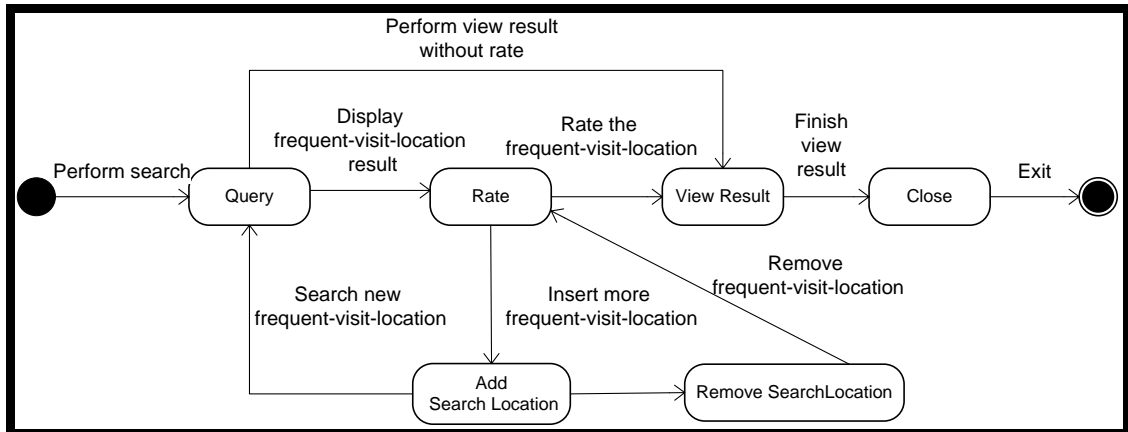 Perform view result
without rate
Display
frequent-visit-location
result
Rate the
frequent-visit-location
Finish
view
result
Perform search
Exit
Query
Rate
View Result
Close
Search new
frequent-visit-location
Insert more
frequent-visit-location
Remove
frequent-visit-location
Add
Search Location
Remove SearchLocation